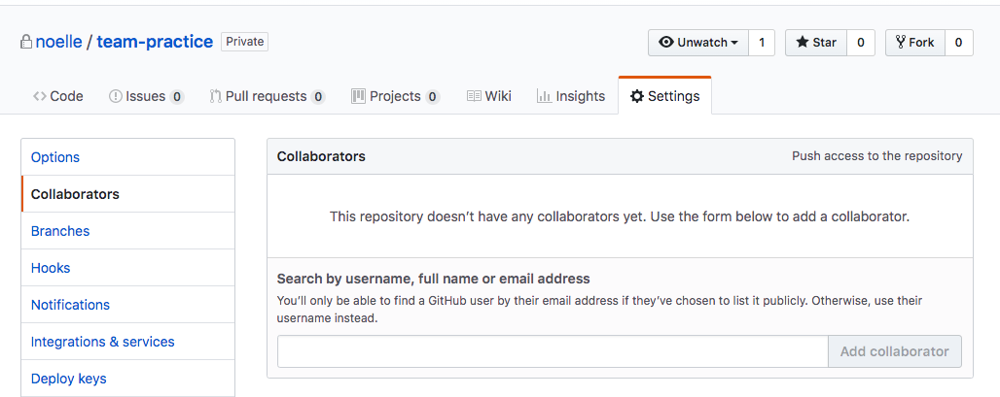 noelle / team-practice Private
Unwatch 1 Star 0 Fork 0
Code Issues 0 Pull requests 0 Projects 0 Wiki Insights Settings
Options
Collaborators
Branches
Hooks
Notifications
Integrations & services
Deploy keys
Collaborators Push access to the repository
This repository doesn’t have any collaborators yet. Use the form below to add a collaborator.
Search by username, full name or email address
You’ll only be able to find a GitHub user by their email address if they’ve chosen to list it publicly. Otherwise, use their
username instead.
Add collaborator